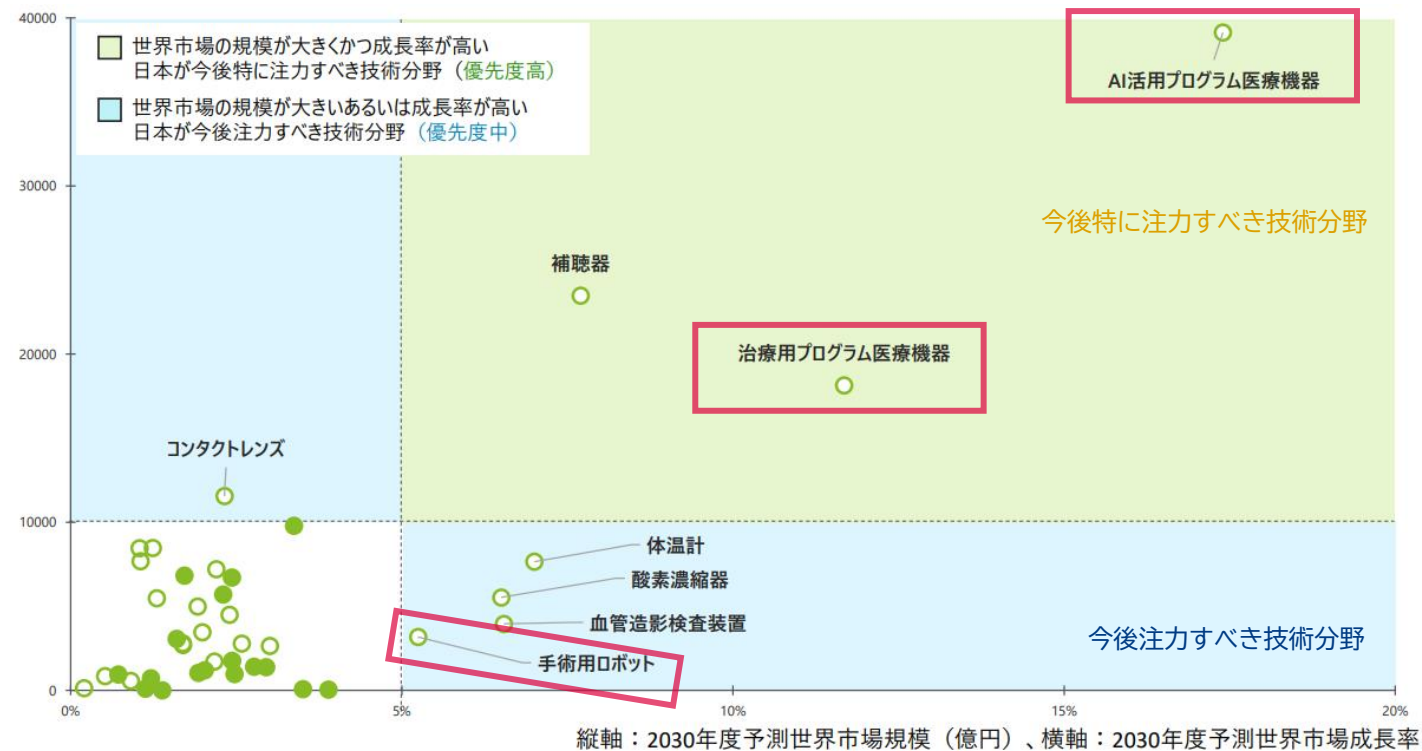 40000
世界市場の規模が大きくかつ成長率が高い
日本が今後特に注力すべき技術分野（優先度高）
世界市場の規模が大きいあるいは成長率が高い
日本が今後注力すべき技術分野（優先度中）
AI活用プログラム医療機器
30000
今後特に注力すべき技術分野
補聴器
20000
治療用プログラム医療機器
コンタクトレンズ
10000
体温計
酸素濃縮器
血管造影検査装置
今後注力すべき技術分野
手術用ロボット
0
0%
5%
10%
15%
20%
縦軸：2030年度予測世界市場規模（億円）、横軸：2030年度予測世界市場成長率